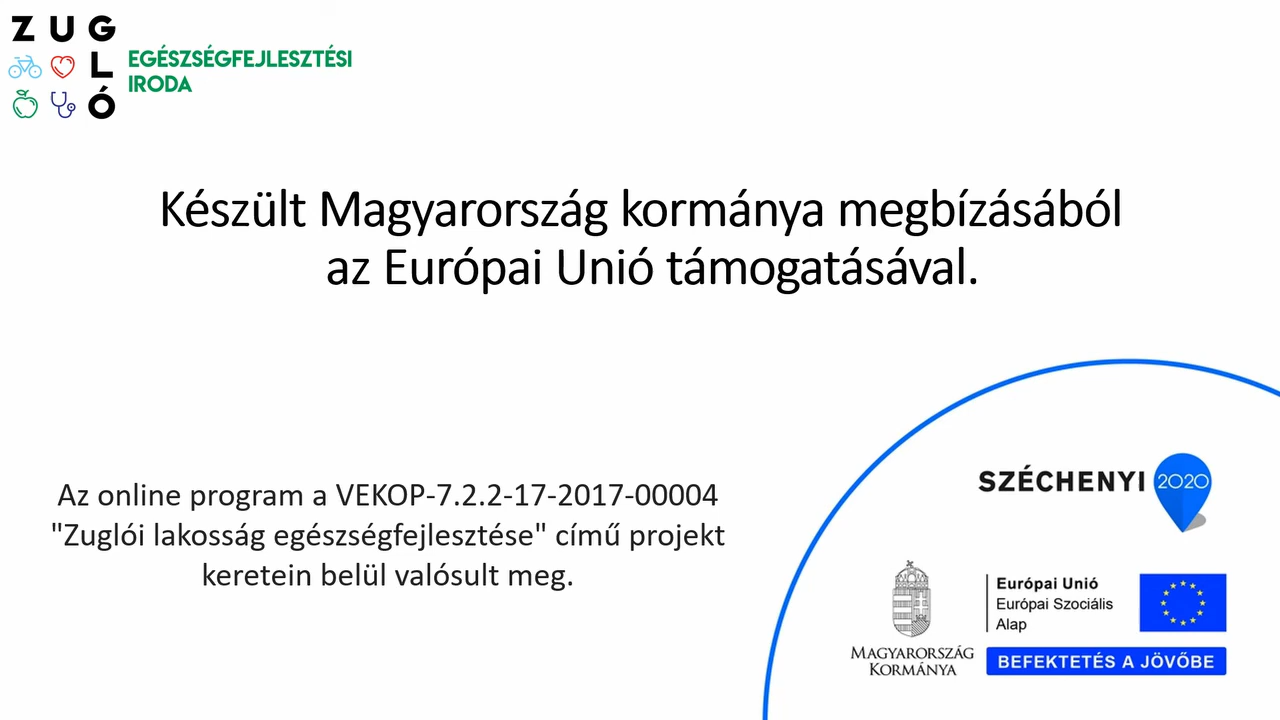 ZUG
L
Ó
EGÉSZSÉGFEJLESZTÉSI
IRODA
Készült Magyarország kormánya megbízásából
az Európai Unió támogatásával.
Az online program a VEKOP-7.2.2-17-2017-00004
"Zuglói lakosság egészségfejlesztése" című projekt
keretein belül valósult meg.
SZÉCHENYI 2020
MAGYARORSZÁG
KORMÁNYA
Európai Unió
Európai Szociális
Alap
BEFEKTETÉS A JÖVŐBE